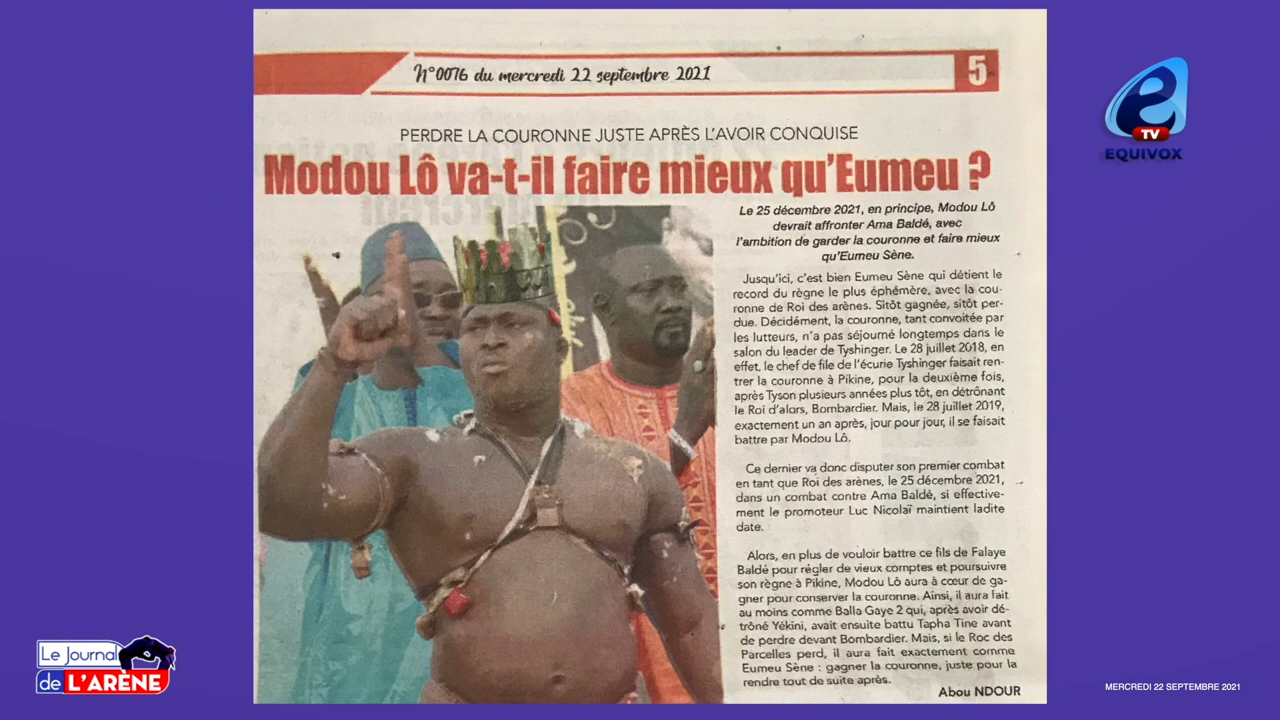 N°0076 du mercredi 22 septembre 2021
5
PERDRE LA COURONNE JUSTE APRÈS L'AVOIR CONQUISE
Modou Lô va-t-il faire mieux qu'Eumeu ?
Le 25 décembre 2021, en principe, Modou Lô
devrait affronter Ama Baldé, avec
l'ambition de garder la couronne et faire mieux
qu'Eumeu Sène.
Jusqu'ici, c'est bien Eumeu Sène qui détient le
record du règne le plus éphémère, avec la cou-
ronne de Roi des arènes. Sitôt gagnée, sitôt per-
due. Décidément, la couronne, tant convoitée par
les lutteurs, n'a pas séjourné longtemps dans le
salon du leader de Tyshinger. Le 28 juillet 2018, en
effet, le chef de file de l'écurie Tyshinger faisait ren-
trer la couronne à Pikine, pour la deuxième fois,
après Tyson plusieurs années plus tôt, en détrônant
le Roi d'alors, Bombardier. Mais, le 28 juillet 2019,
exactement un an après, jour pour jour, il se faisait
battre par Modou Lô.
Ce dernier va donc disputer son premier combat
en tant que Roi des arènes, le 25 décembre 2021,
dans un combat contre Ama Baldé, si effective-
ment le promoteur Luc Nicolaï maintient ladite
date.
Alors, en plus de vouloir battre ce fils de Falaye
Baldé pour régler de vieux comptes et poursuivre
son règne à Pikine, Modou Lô aura à cœur de ga-
gner pour conserver la couronne. Ainsi, il aura fait
au moins comme Balla Gaye 2 qui, après avoir dé-
trôné Yékini, avait ensuite battu Tapha Tine avant
de perdre devant Bombardier. Mais, si le Roc des
Parcelles perd, il aura fait exactement comme
Eumeu Sène : gagner la couronne, juste pour la
rendre tout de suite après.
Abou NDOUR
e
TV
EQUIVOX
Le Journal
de L'ARÈNE
MERCREDI 22 SEPTEMBRE 2021